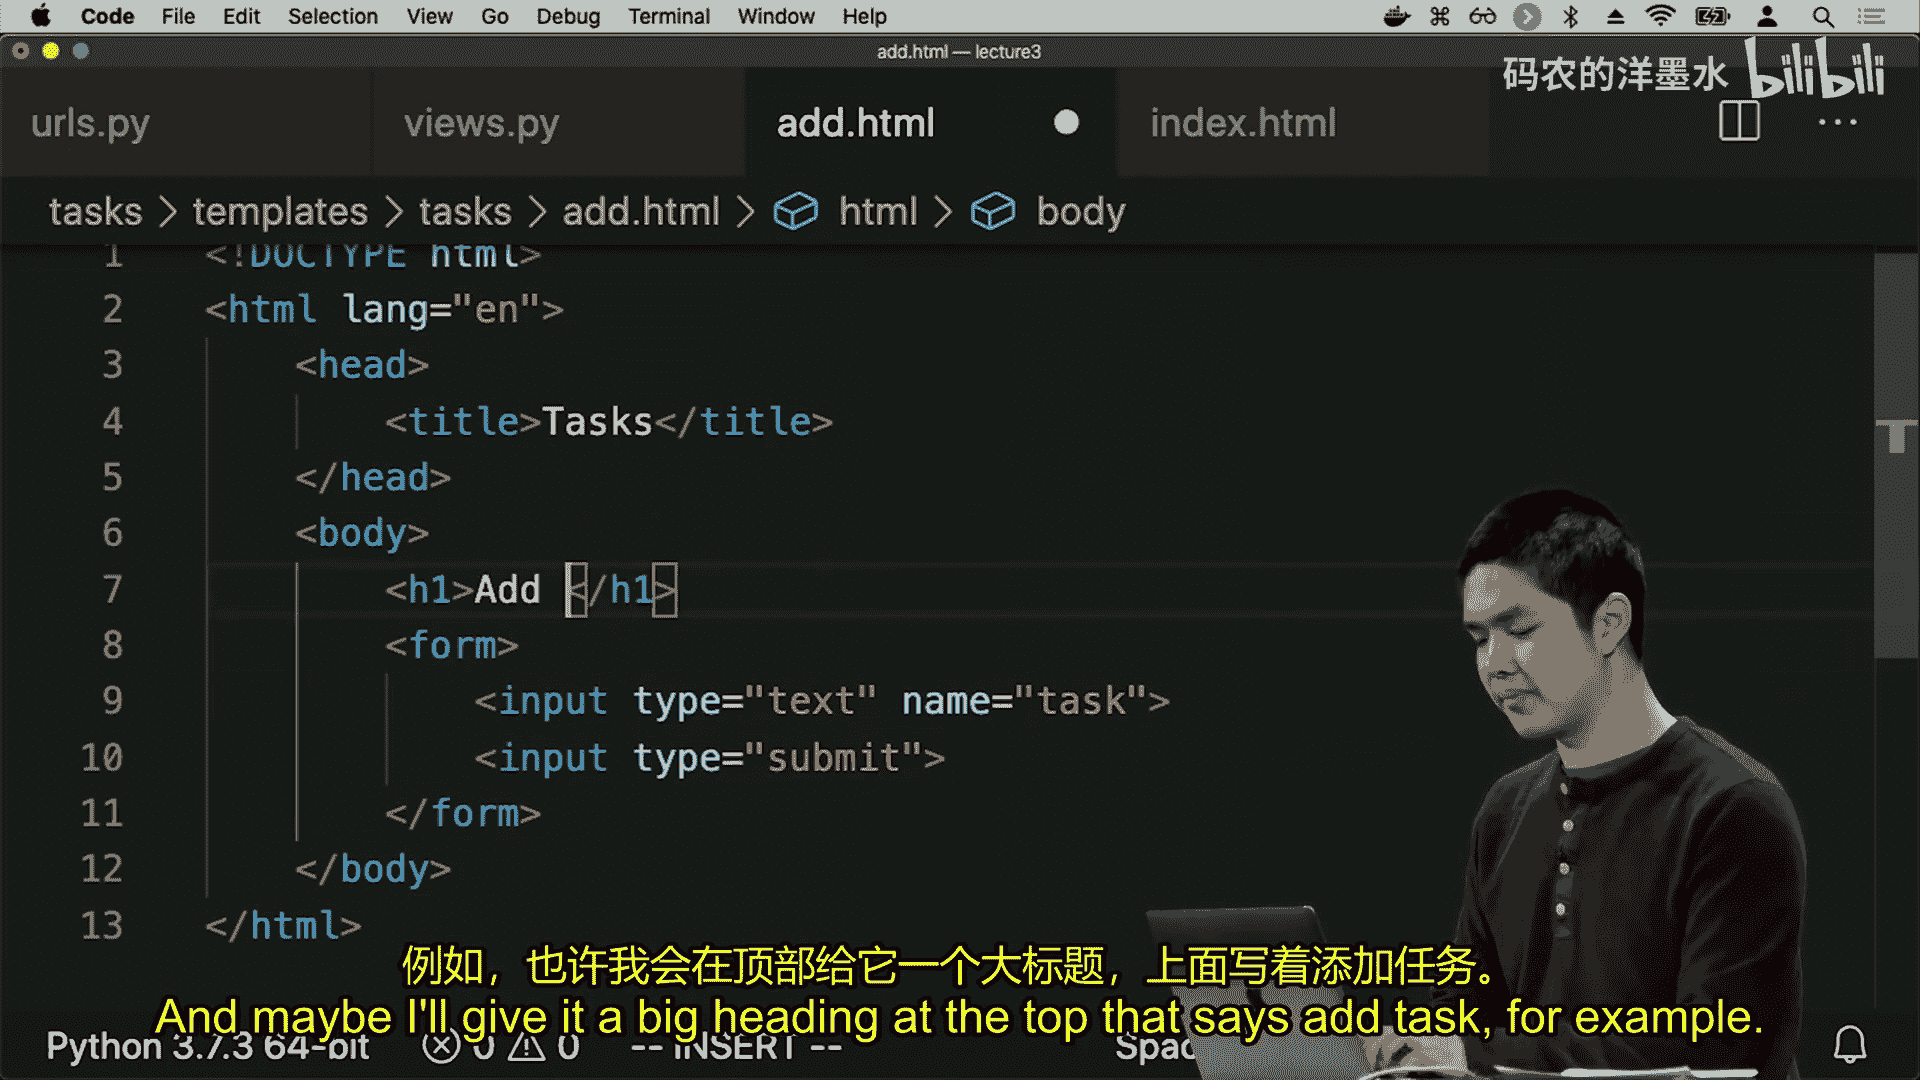 Code File Edit Selection View Go Debug Terminal Window Help
add.html — lecture3
码农的洋墨水 bilibili
urls.py views.py add.html index.html
tasks > templates > tasks > add.html > html > body
1 <!DOCTYPE html>
2 <html lang="en">
3 <head>
4 <title>Tasks</title>
5 </head>
6 <body>
7 <h1>Add </h1>
8 <form>
9 <input type="text" name="task">
10 <input type="submit">
11 </form>
12 </body>
13 </html>
例如，也许我会在顶部给它一个大标题，上面写着添加任务。
And maybe I'll give it a big heading at the top that says add task, for example.
Python 3.7.3 64-bit 0 0 -- INSERT --